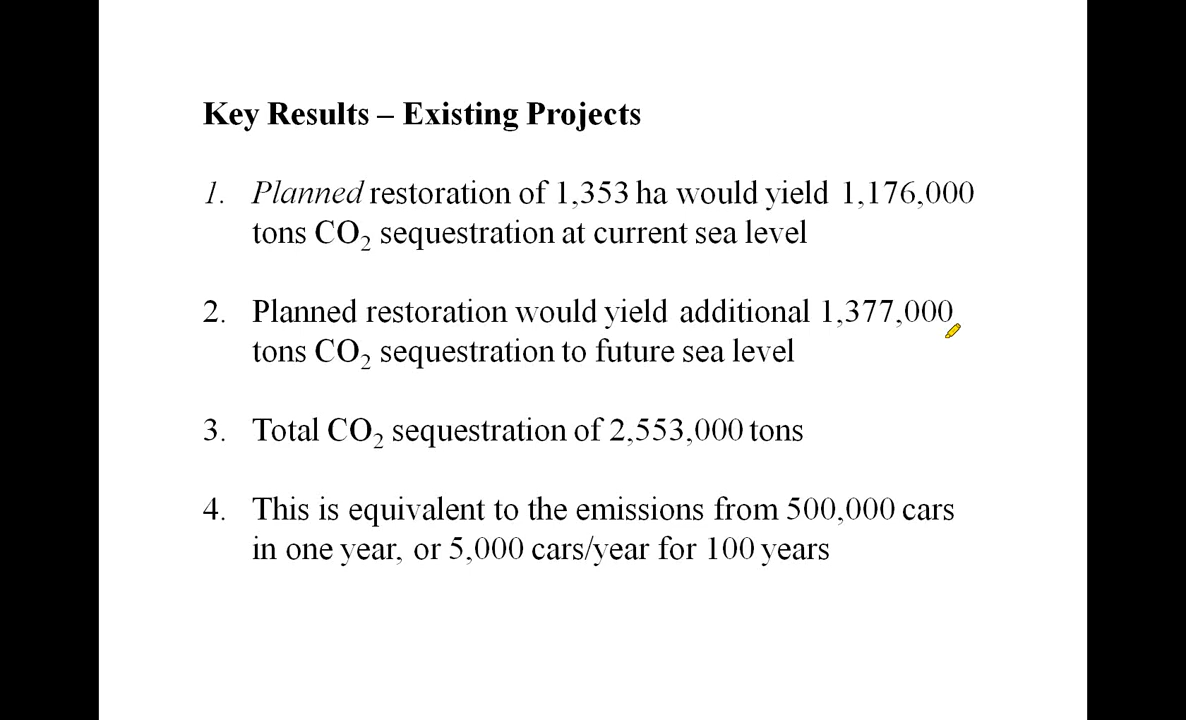 Key Results – Existing Projects
1. Planned restoration of 1,353 ha would yield 1,176,000
tons CO₂ sequestration at current sea level
2. Planned restoration would yield additional 1,377,000
tons CO₂ sequestration to future sea level
3. Total CO₂ sequestration of 2,553,000 tons
4. This is equivalent to the emissions from 500,000 cars
in one year, or 5,000 cars/year for 100 years